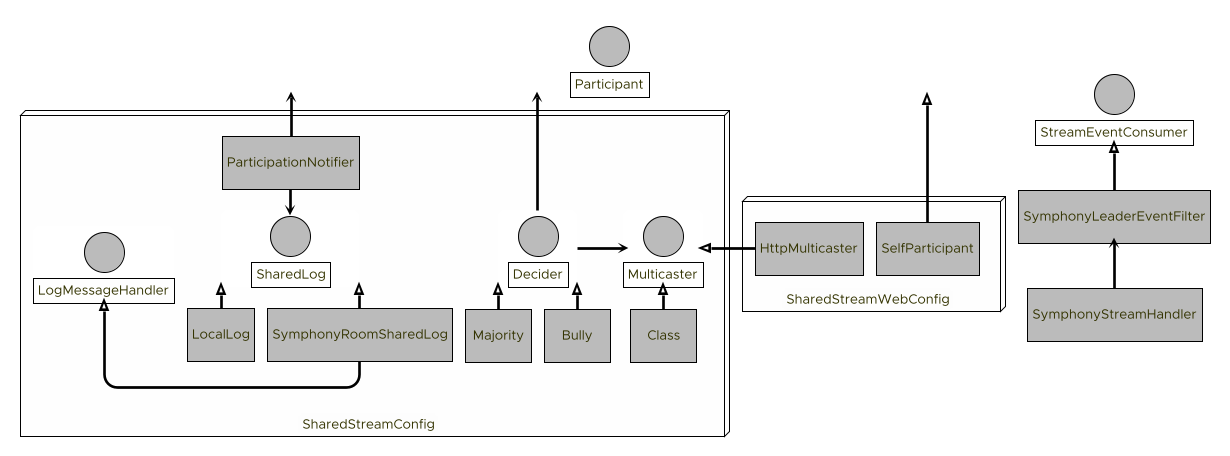 Participant
StreamEventConsumer
ParticipationNotifier
SymphonyLeaderEventFilter
HttpMulticaster
SelfParticipant
SharedLog
Decider
Multicaster
LogMessageHandler
SharedStreamWebConfig
SymphonyStreamHandler
LocalLog
SymphonyRoomSharedLog
Majority
Bully
Class
SharedStreamConfig